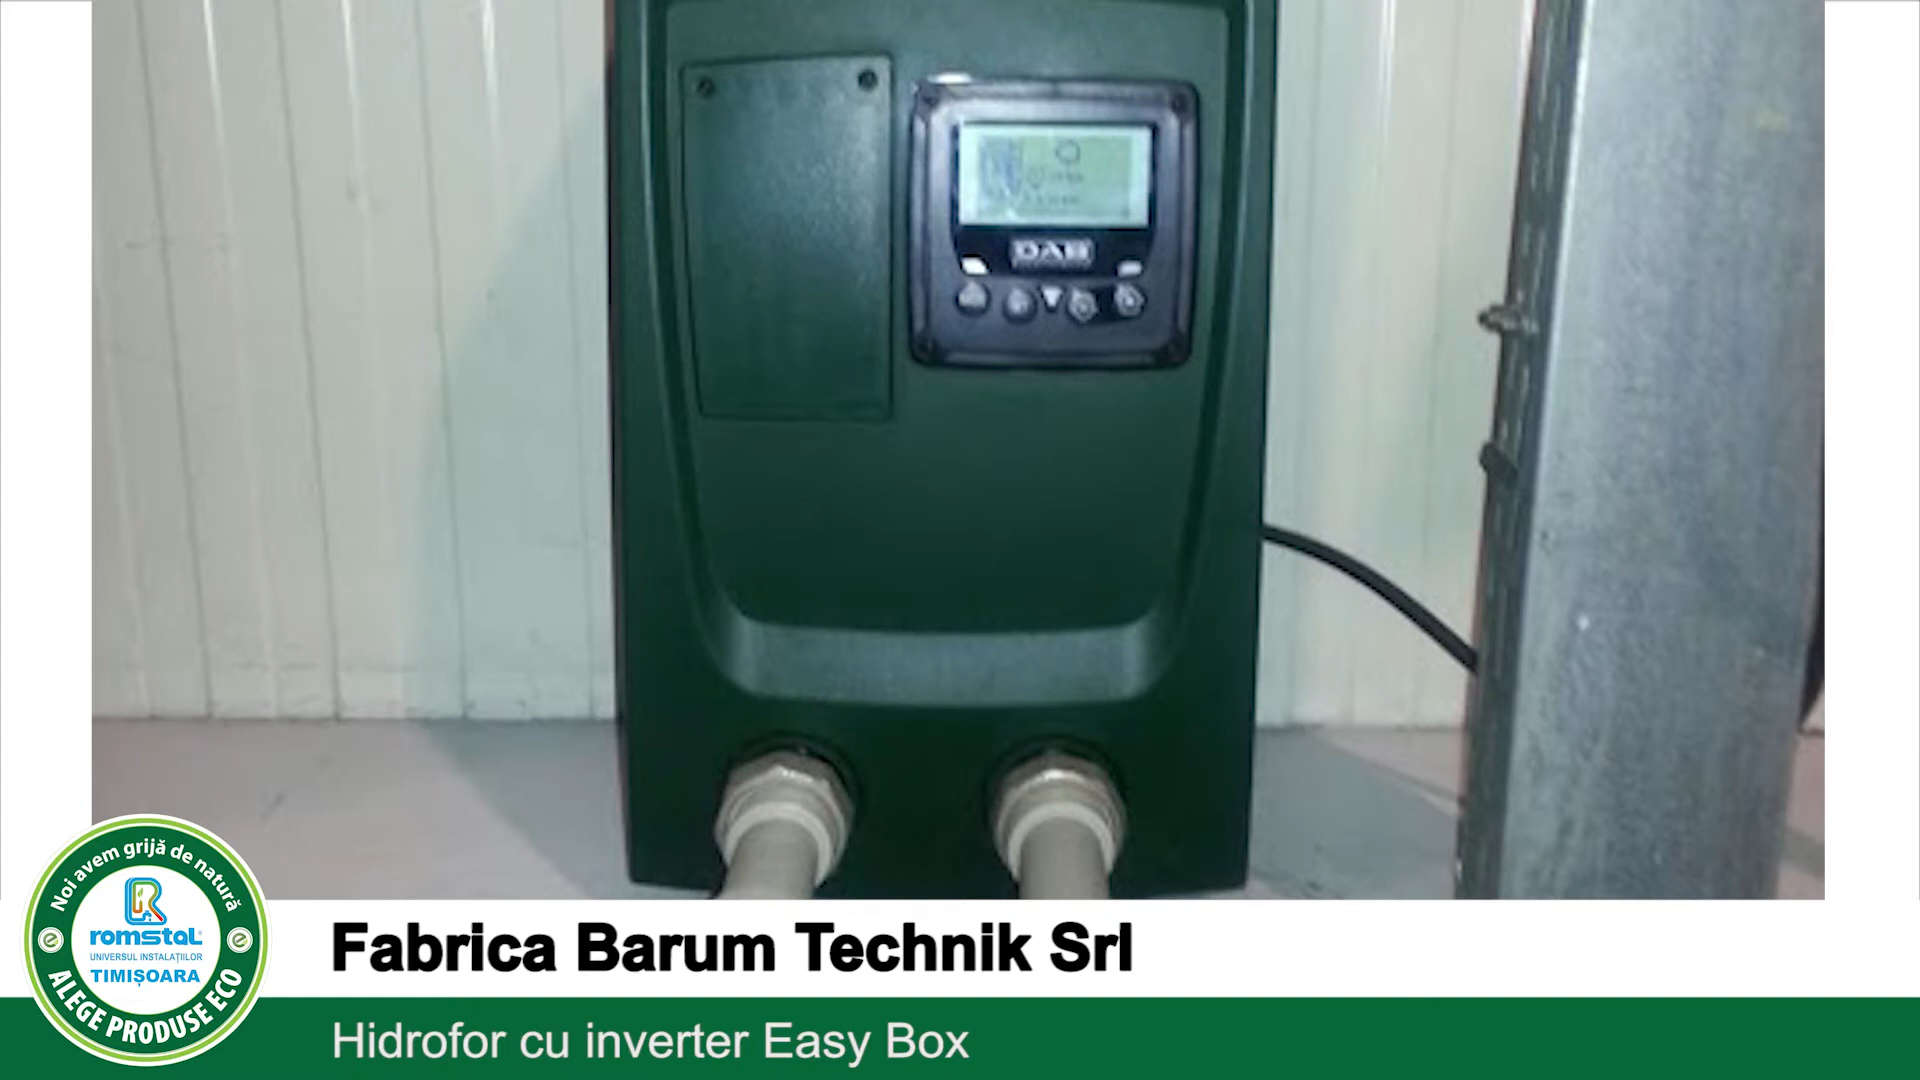 DAB
Noi avem grijă de natură
romstal
UNIVERSUL INSTALAȚIILOR
TIMIȘOARA
ALEGE PRODUSE ECO
Fabrica Barum Technik Srl
Hidrofor cu inverter Easy Box